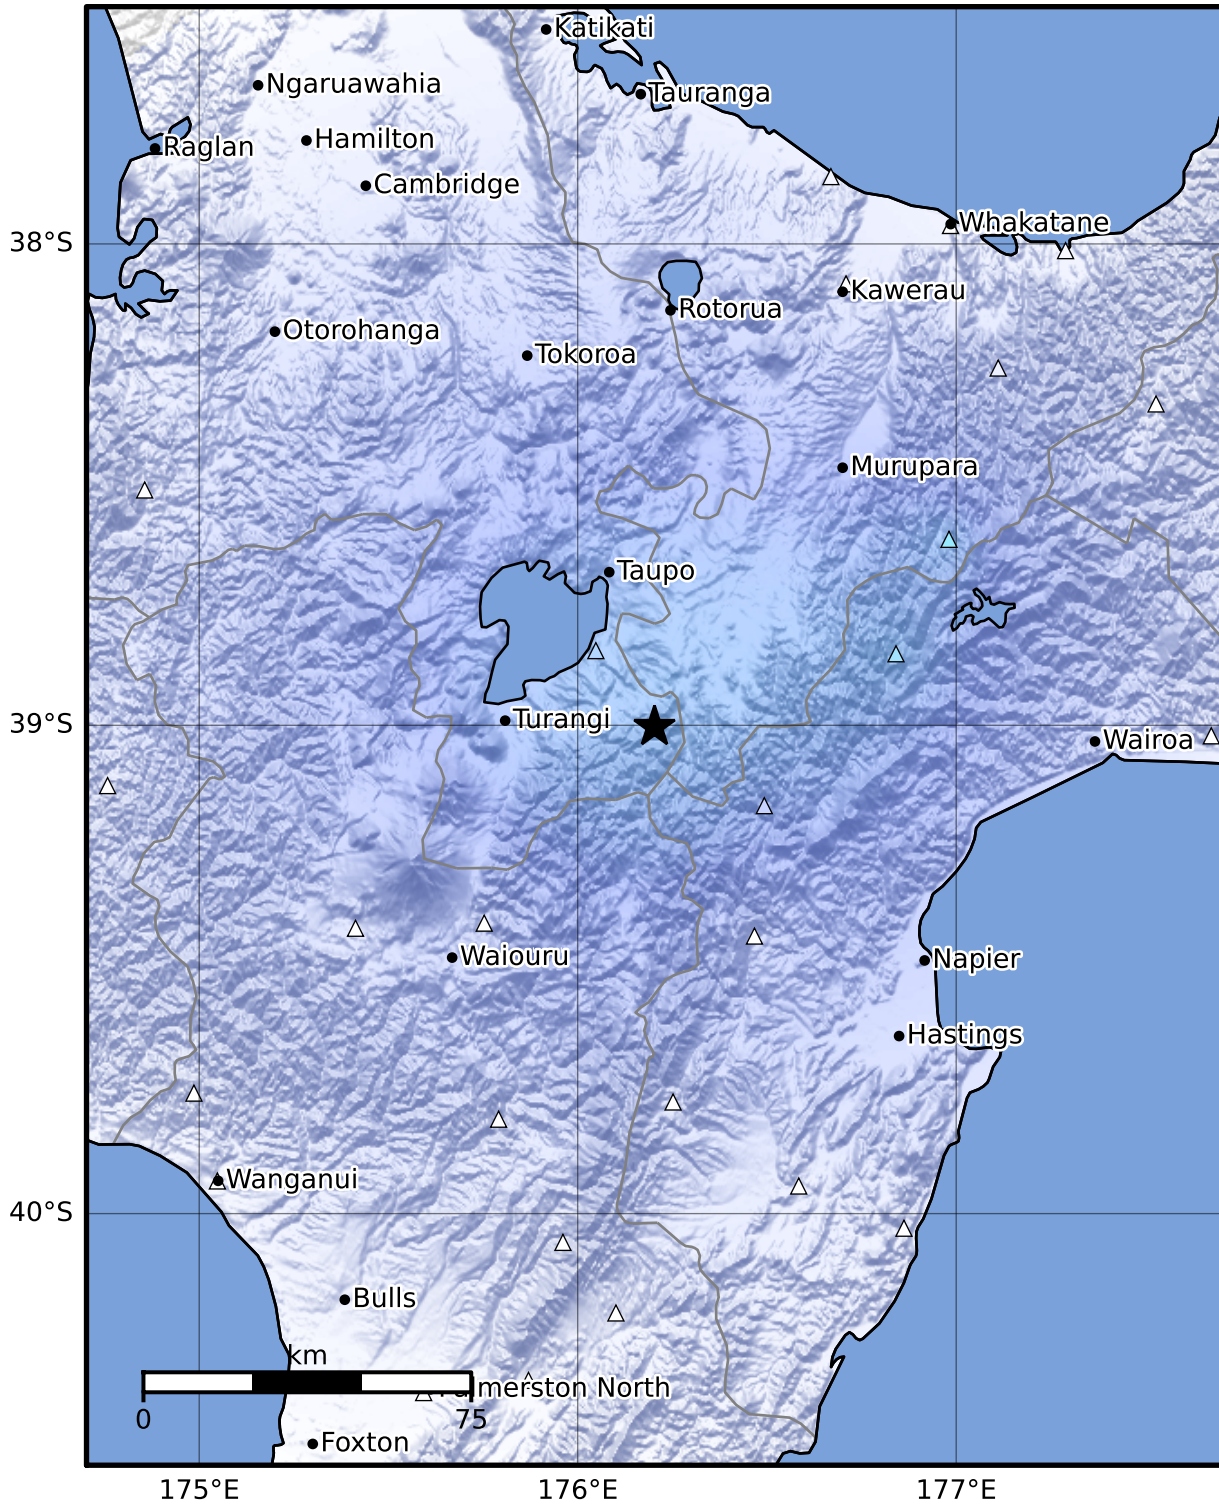 Katikati
Ngaruawahia
Tauranga
Hamilton
Raglan
Cambridge
Whakatane
38°S
Kawerau
Rotorua
Otorohanga
Tokoroa
Murupara
Taupo
Turangi
39°S
Wairoa
Waiouru
Napier
Hastings
Wanganui
40°S
Bulls
km
Palmerston North
0
75
Foxton
175°E
176°E
177°E